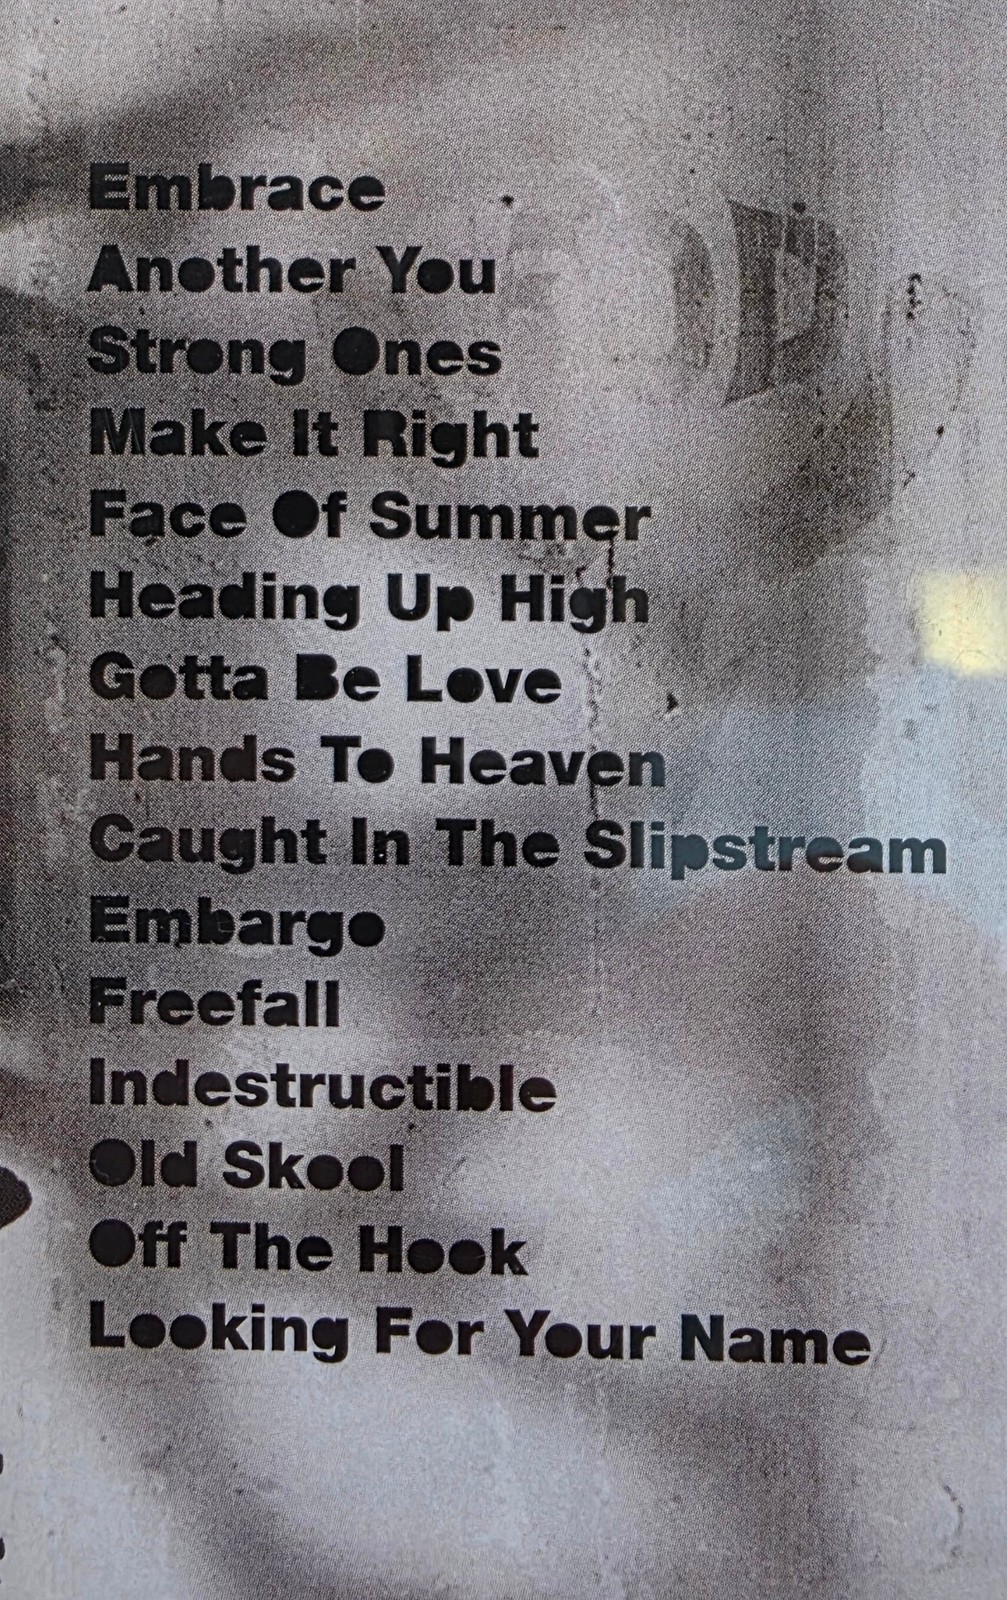 Embrace
Another You
Strong Ones
Make It Right
Face Of Summer
Heading Up High
Gotta Be Love
Hands To Heaven
Caught In The Slipstream
Embargo
Freefall
Indestructible
Old Skool
Off The Hook
Looking For Your Name